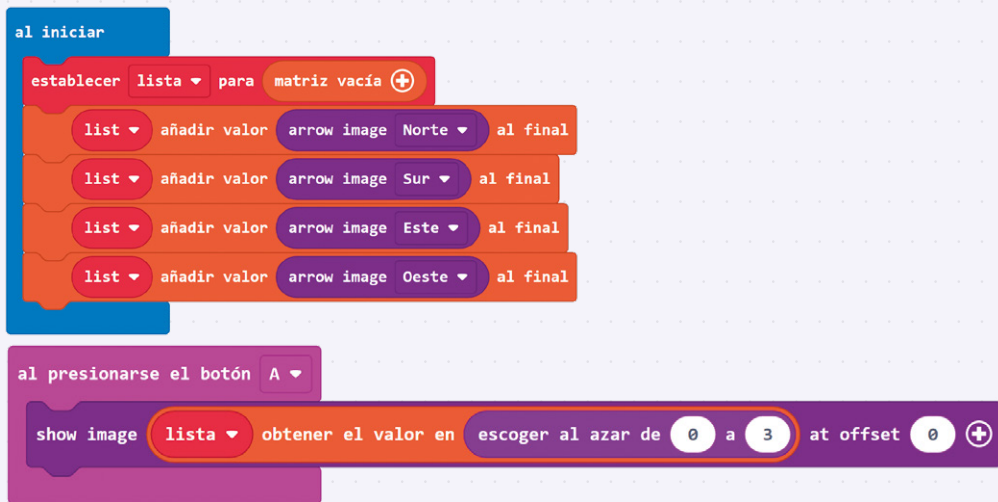 al iniciar
establecer lista para matriz vacía
list añadir valor arrow image Norte al final
list añadir valor arrow image Sur al final
list añadir valor arrow image Este al final
list añadir valor arrow image Oeste al final
al presionarse el botón A
show image lista obtener el valor en escoger al azar de 0 a 3 at offset 0